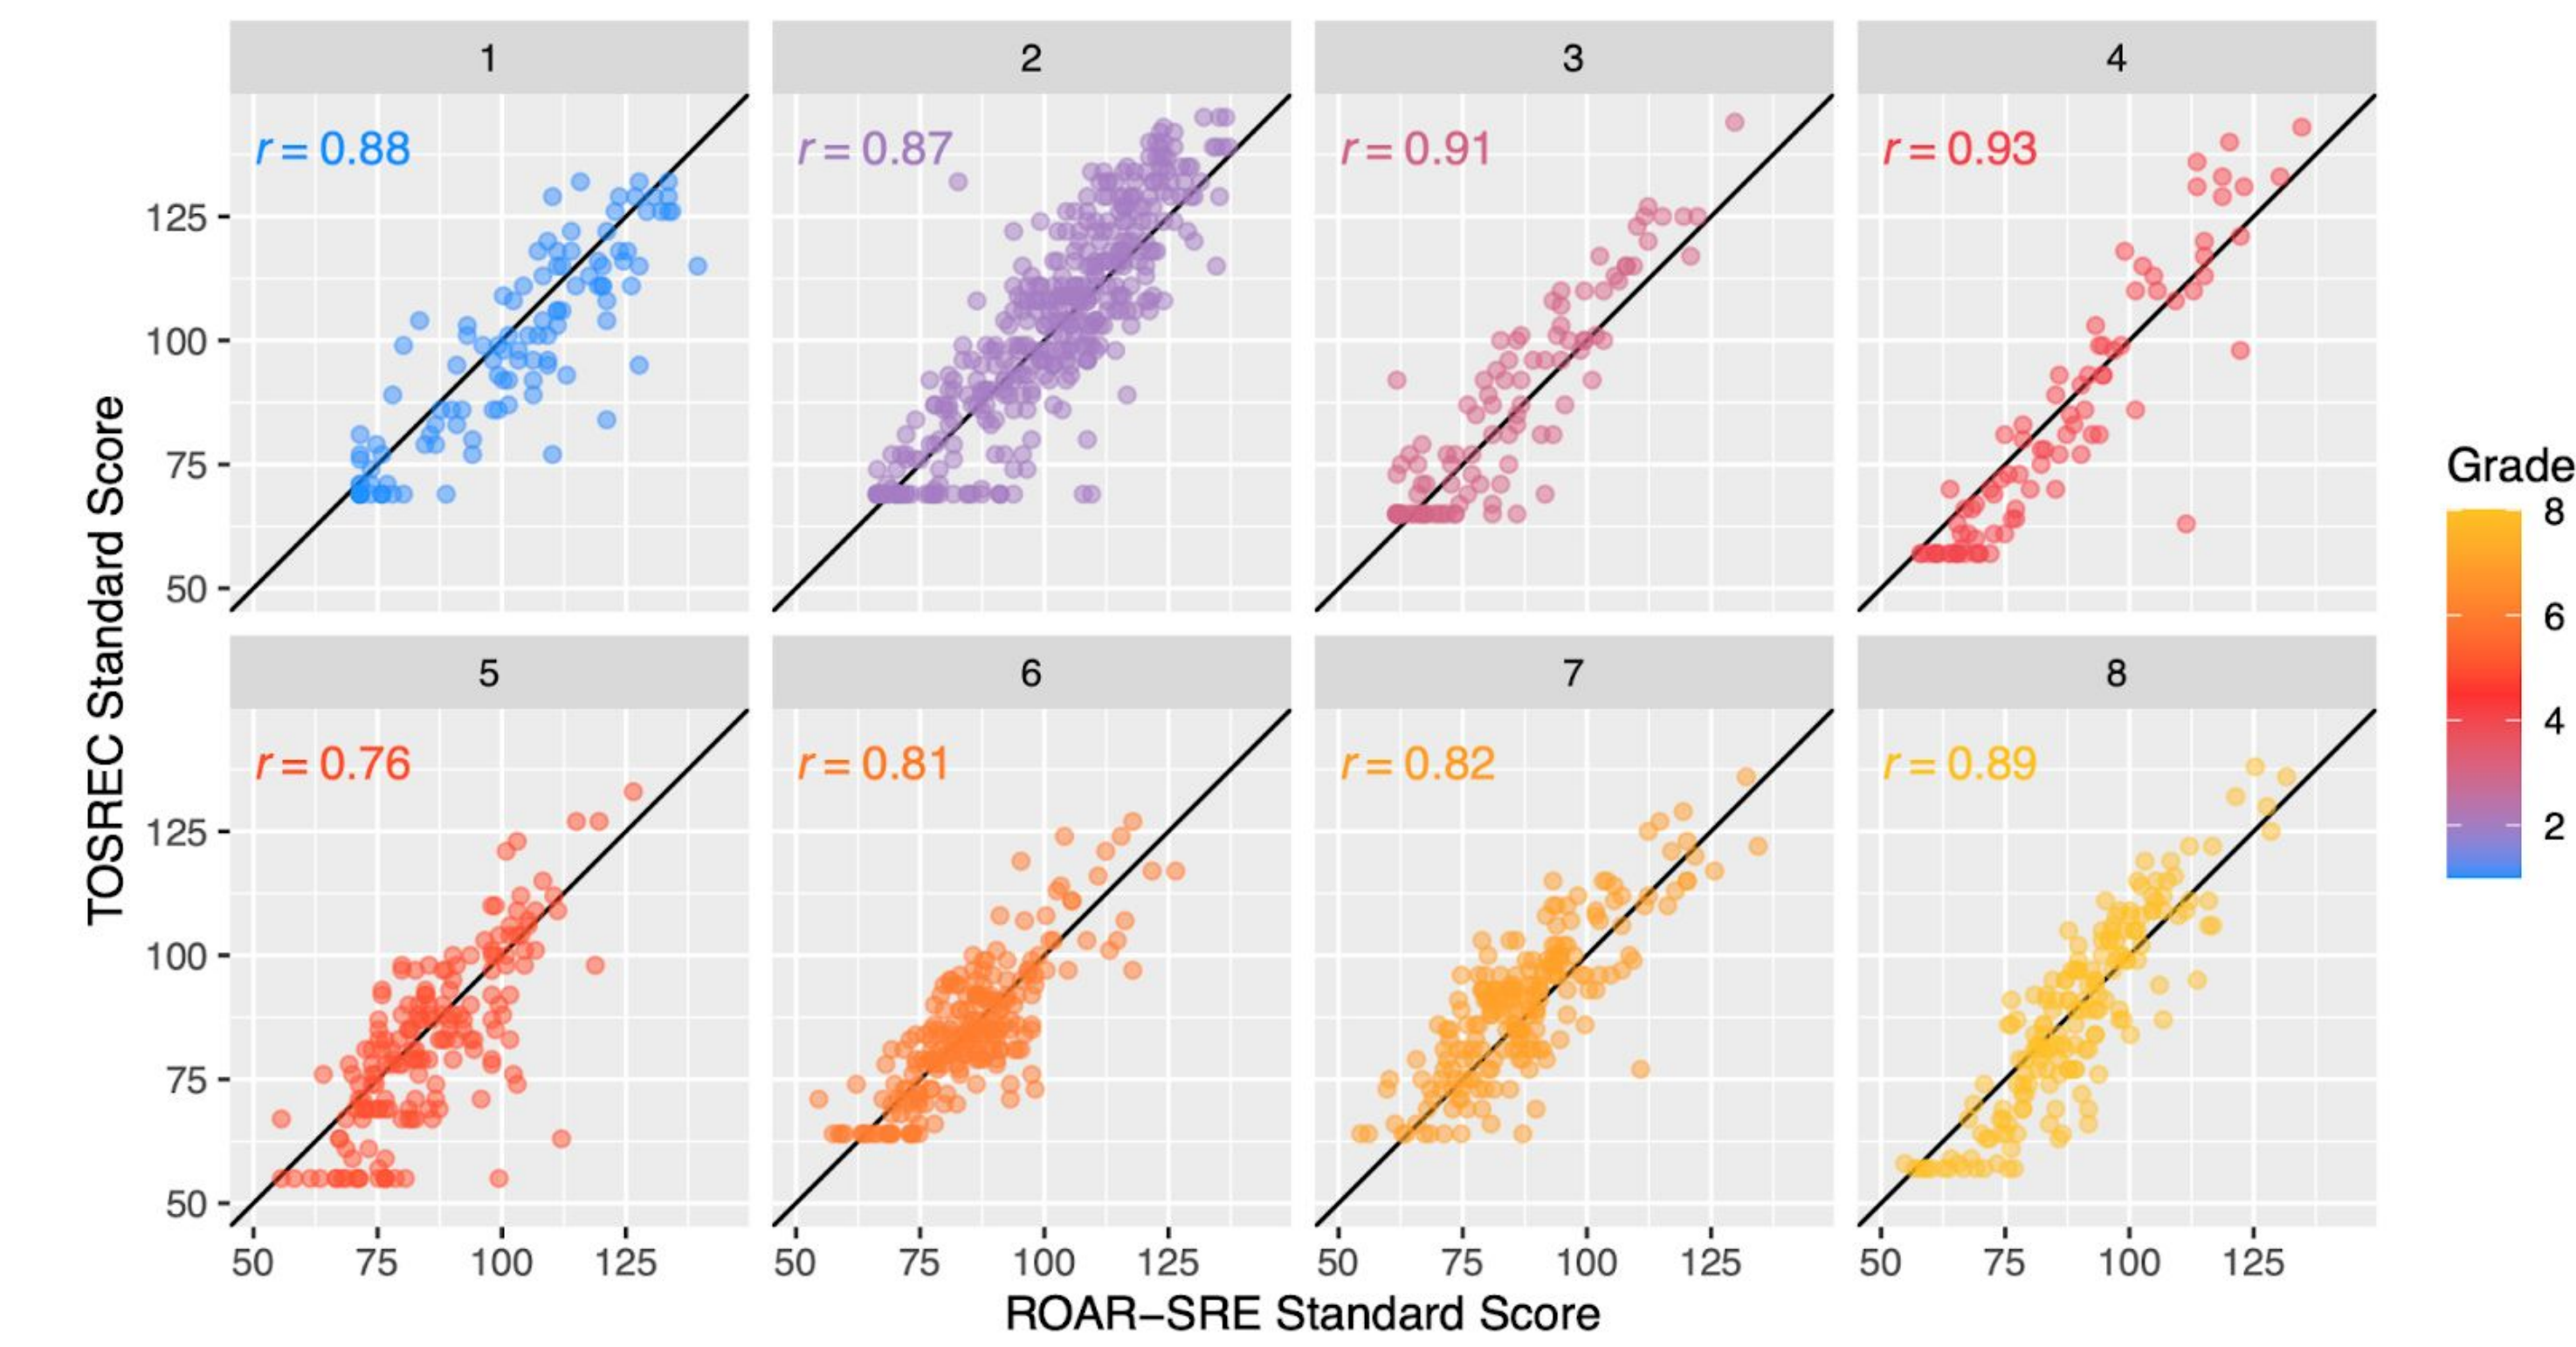 1 2 3 4
r = 0.88 r = 0.87 r = 0.91 r = 0.93
125
100
75
50
5 6 7 8
r = 0.76 r = 0.81 r = 0.82 r = 0.89
125
100
75
50
50 75 100 125 50 75 100 125 50 75 100 125 50 75 100 125
ROAR−SRE Standard Score
TOSREC Standard Score
Grade
8
6
4
2